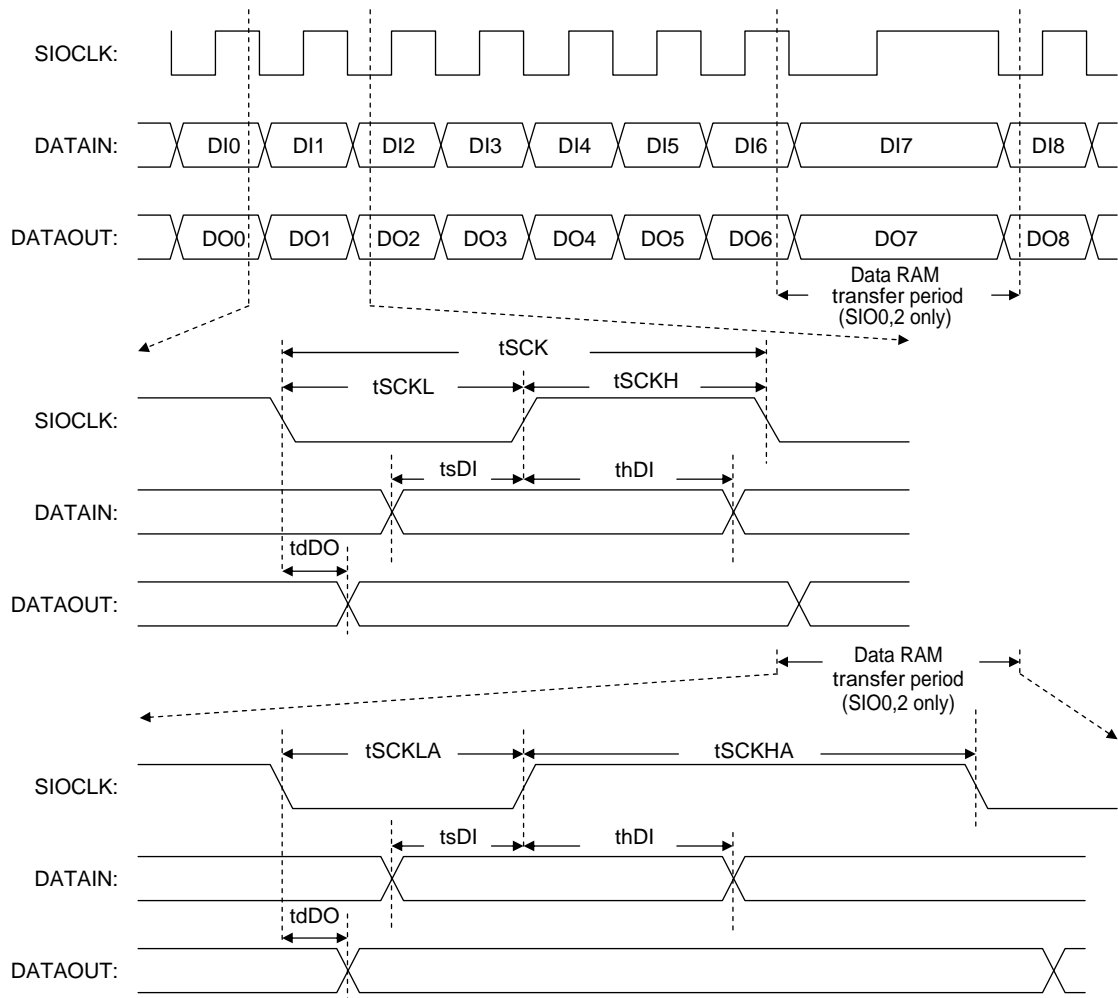 SIOCLK:
DATAIN: DI0 DI1 DI2 DI3 DI4 DI5 DI6 DI7 DI8
DATAOUT: DO0 DO1 DO2 DO3 DO4 DO5 DO6 DO7 DO8
Data RAM
transfer period
(SIO0,2 only)
tSCK
tSCKL tSCKH
SIOCLK:
tsDI thDI
DATAIN:
tdDO
DATAOUT:
Data RAM
transfer period
(SIO0,2 only)
tSCKLA tSCKHA
SIOCLK:
tsDI thDI
DATAIN:
tdDO
DATAOUT: